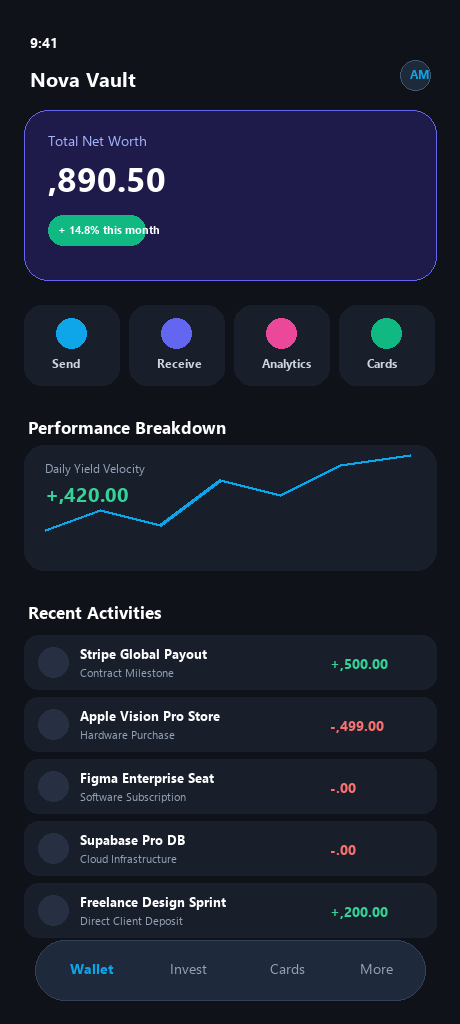 9:41
Nova Vault
AM
Total Net Worth
,890.50
+ 14.8% this month
Send
Receive
Analytics
Cards
Performance Breakdown
Daily Yield Velocity
+,420.00
Recent Activities
Stripe Global Payout
Contract Milestone
+,500.00
Apple Vision Pro Store
Hardware Purchase
-,499.00
Figma Enterprise Seat
Software Subscription
-.00
Supabase Pro DB
Cloud Infrastructure
-.00
Freelance Design Sprint
Direct Client Deposit
+,200.00
Wallet
Invest
Cards
More